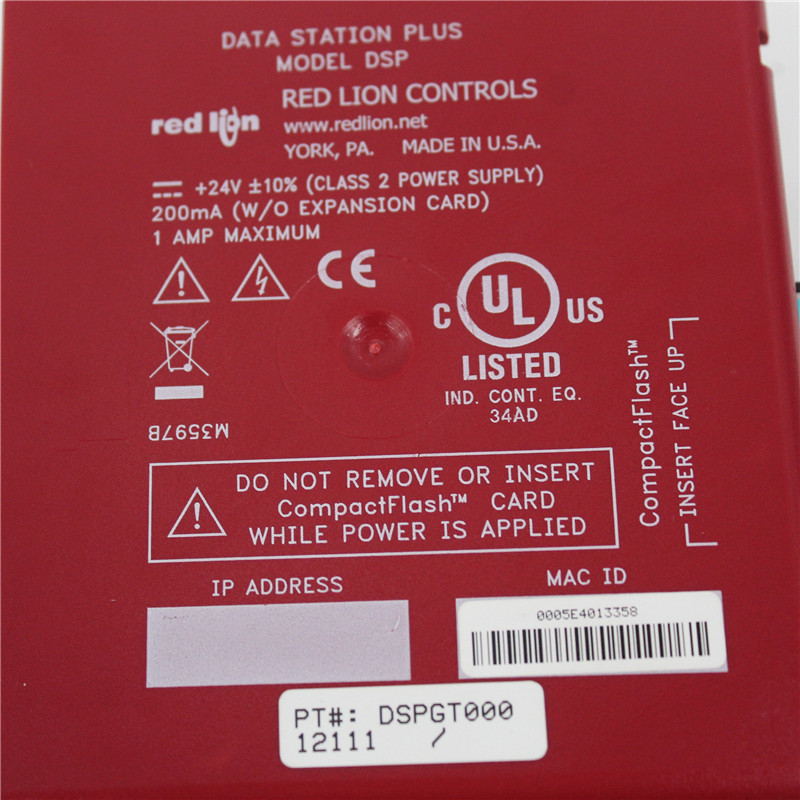 DATA STATION PLUS
MODEL DSP
red lion
RED LION CONTROLS
www.redlion.net
YORK, PA. MADE IN U.S.A.
+24V ±10% (CLASS 2 POWER SUPPLY)
200mA (W/O EXPANSION CARD)
1 AMP MAXIMUM
CE
C UL US
LISTED
IND. CONT. EQ.
34AD
M3597B
CompactFlash™
INSERT FACE UP
DO NOT REMOVE OR INSERT
CompactFlash™ CARD
WHILE POWER IS APPLIED
IP ADDRESS
MAC ID
0005E4013358
PT#: DSPGT000
12111 /